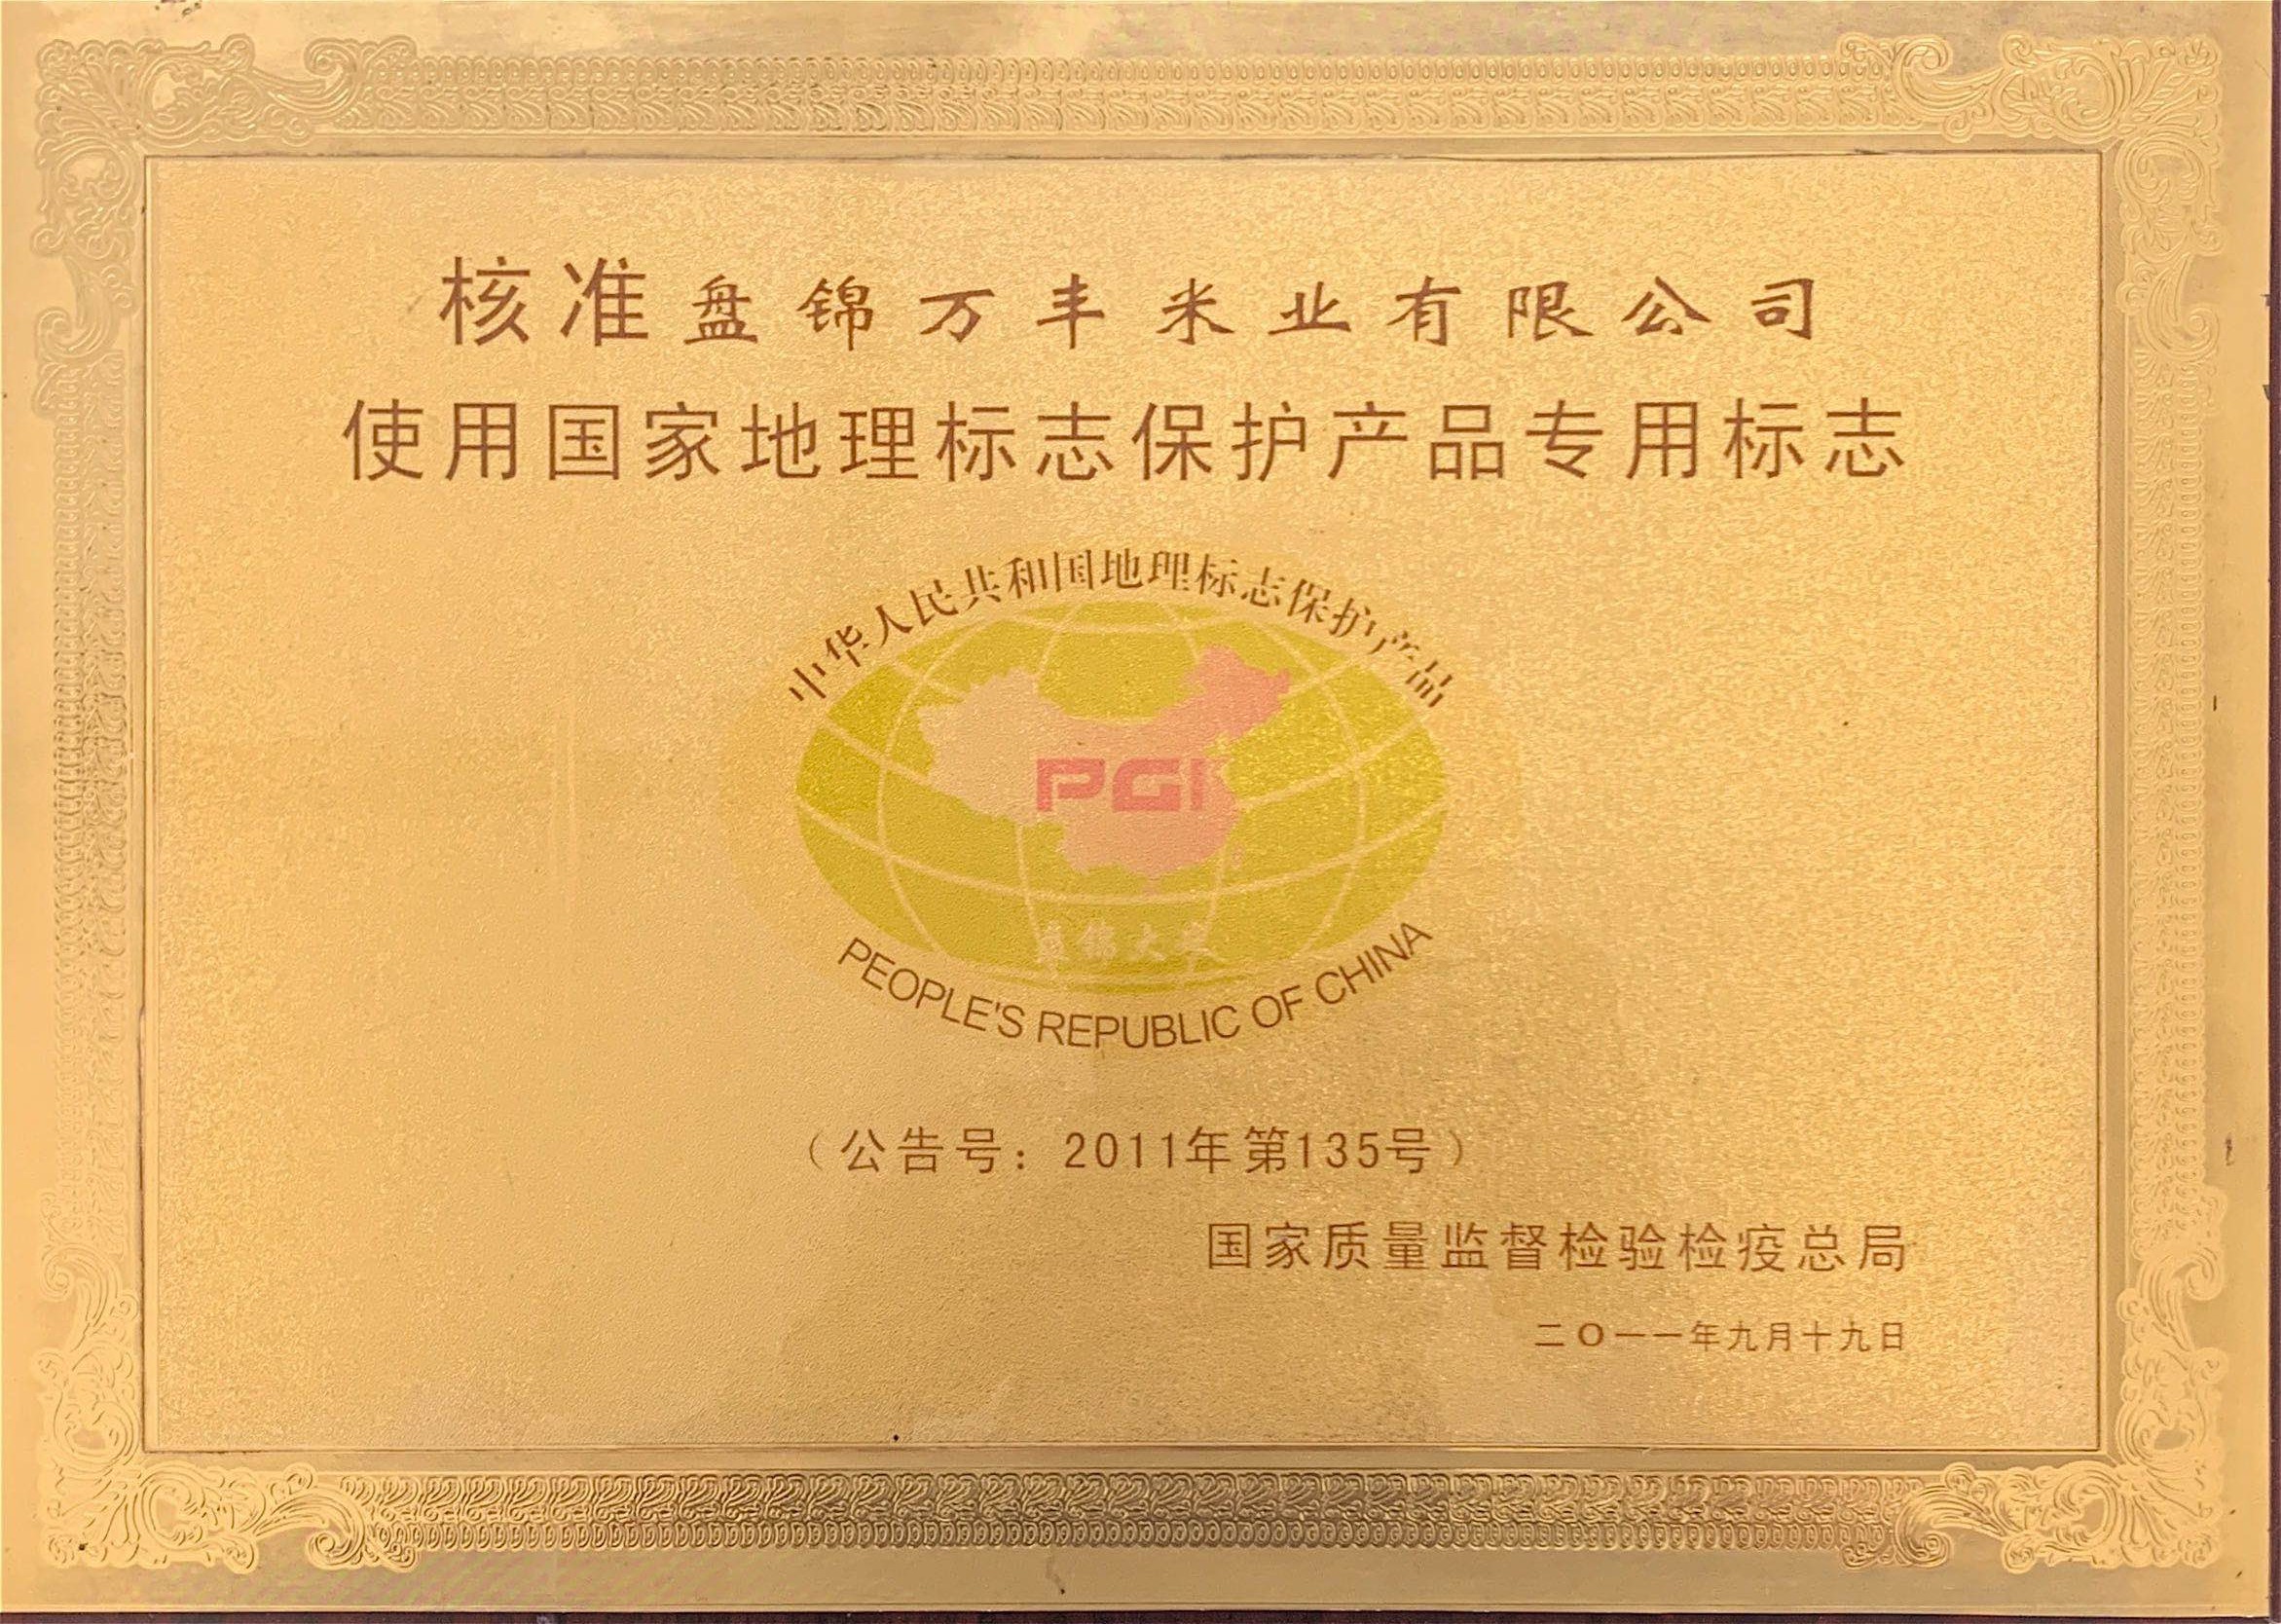 核准盘锦万丰米业有限公司
使用国家地理标志保护产品专用标志
中华人民共和国地理标志保护产品
PGI
盘锦大米
PEOPLE'S REPUBLIC OF CHINA
（公告号：2011年第135号）
国家质量监督检验检疫总局
二〇一一年九月十九日